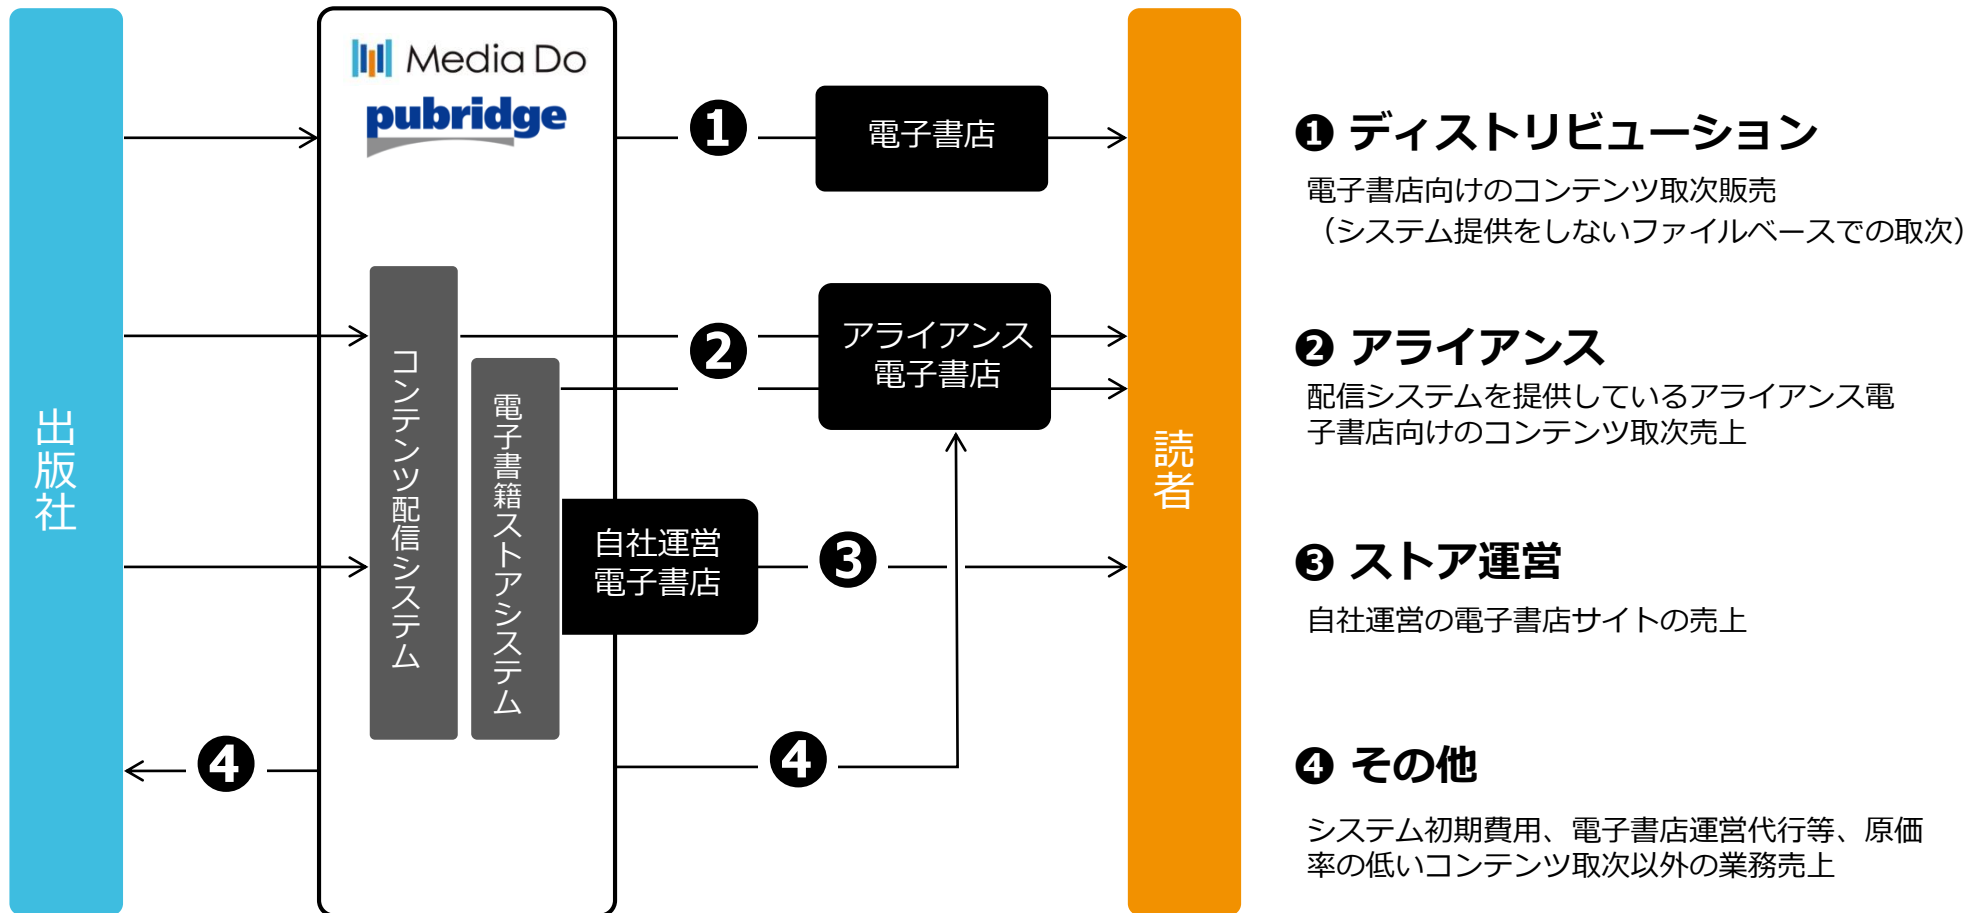 出版社
Media Do
pubridge
コンテンツ配信システム
電子書籍ストアシステム
❶
電子書店
❷
アライアンス
電子書店
自社運営
電子書店
❸
❹
❹
読者
❶ ディストリビューション
電子書店向けのコンテンツ取次販売
（システム提供をしないファイルベースでの取次）
❷ アライアンス
配信システムを提供しているアライアンス電
子書店向けのコンテンツ取次売上
❸ ストア運営
自社運営の電子書店サイトの売上
❹ その他
システム初期費用、電子書店運営代行等、原価
率の低いコンテンツ取次以外の業務売上